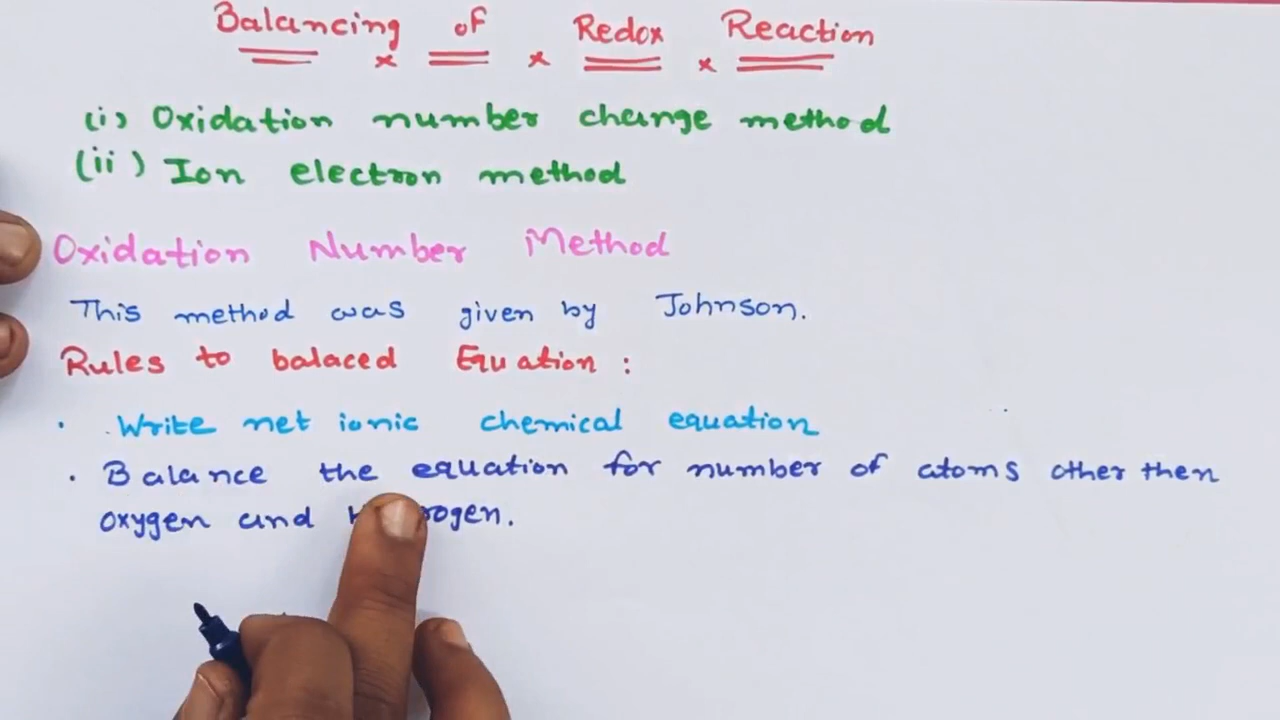 Balancing of Redox Reaction
(i) Oxidation number change method
(ii) Ion electron method
Oxidation Number Method
This method was given by Johnson.
Rules to balaced Equation :
· Write net ionic chemical equation
· Balance the equation for number of atoms other then
oxygen and